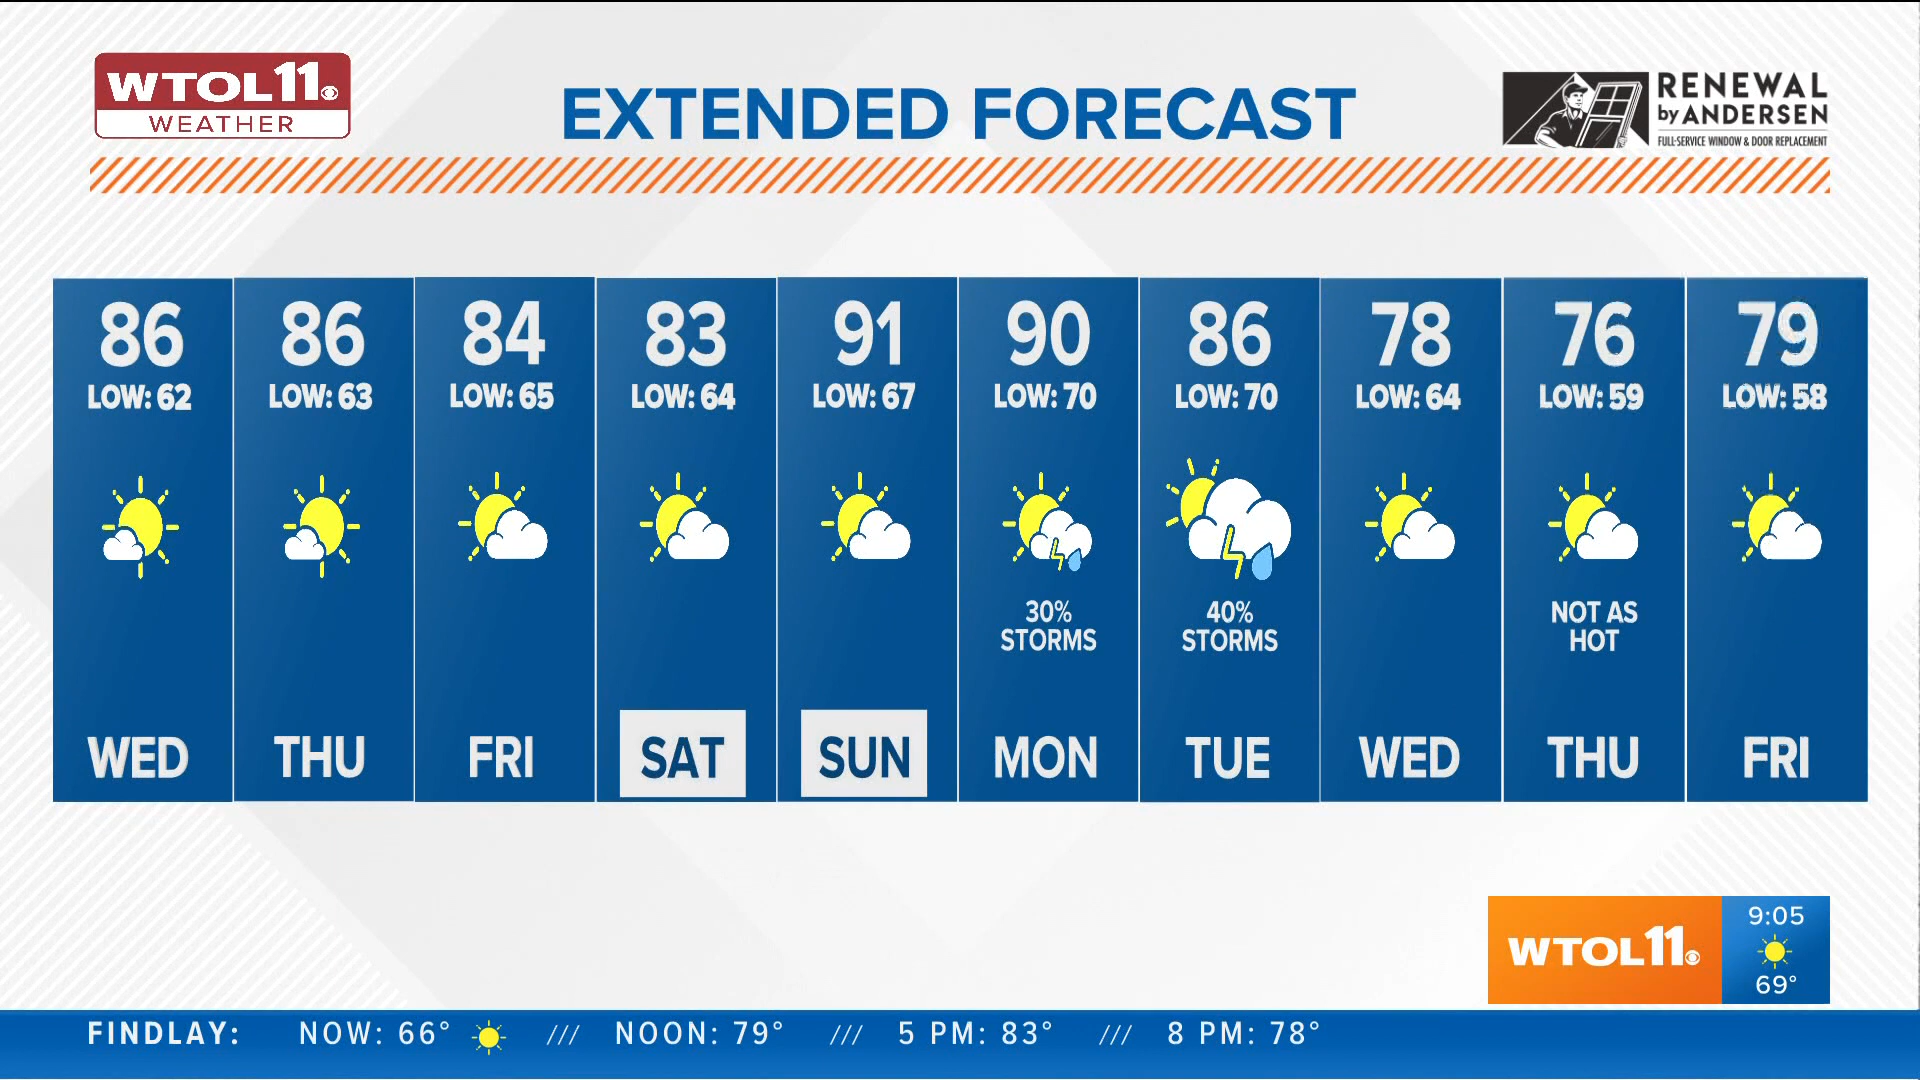 WTOL11
WEATHER
EXTENDED FORECAST
RENEWAL
by ANDERSEN
FULL-SERVICE WINDOW & DOOR REPLACEMENT
86
LOW: 62
WED
86
LOW: 63
THU
84
LOW: 65
FRI
83
LOW: 64
SAT
91
LOW: 67
SUN
90
LOW: 70
30%
STORMS
MON
86
LOW: 70
40%
STORMS
TUE
78
LOW: 64
WED
76
LOW: 59
NOT AS
HOT
THU
79
LOW: 58
FRI
WTOL11
9:05
69°
FINDLAY: NOW: 66° /// NOON: 79° /// 5 PM: 83° /// 8 PM: 78°